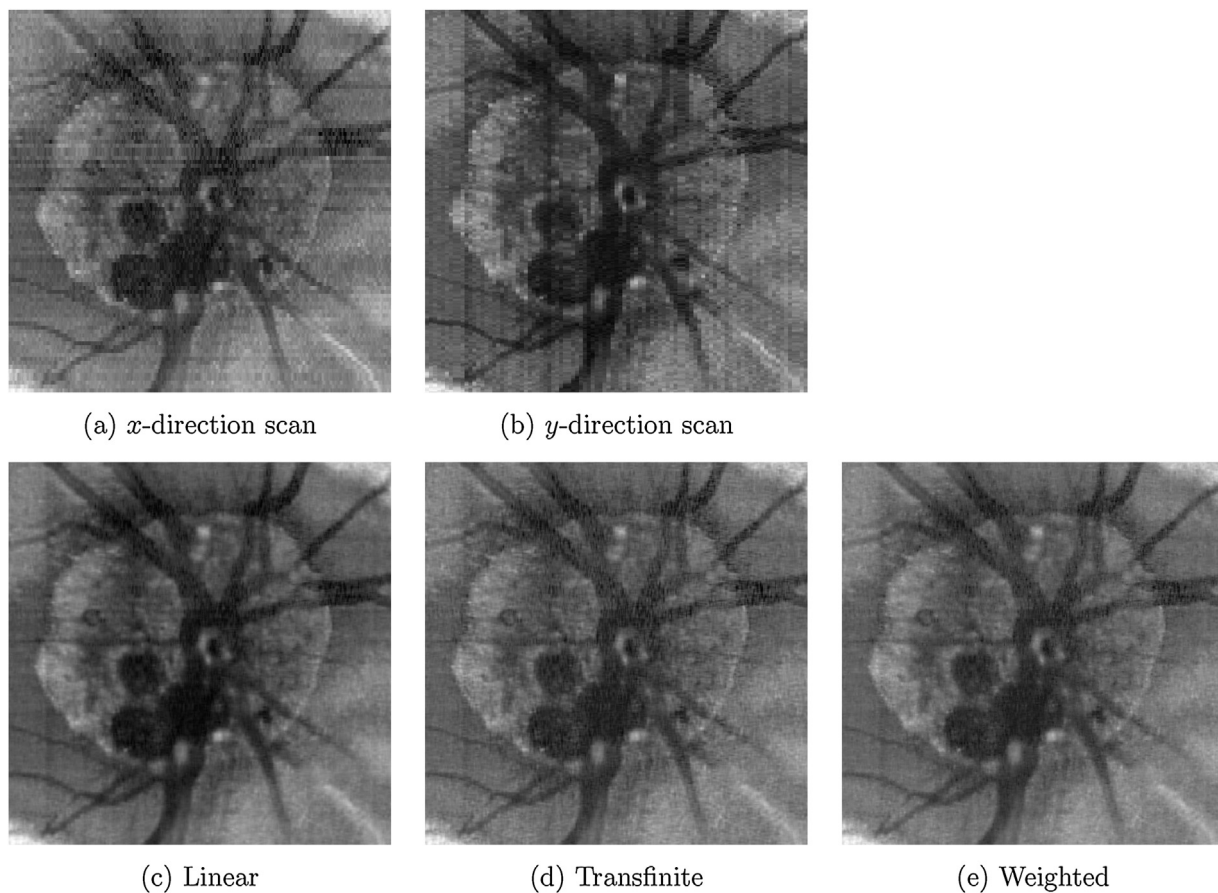 (a) x-direction scan
(b) y-direction scan
(c) Linear
(d) Transfinite
(e) Weighted